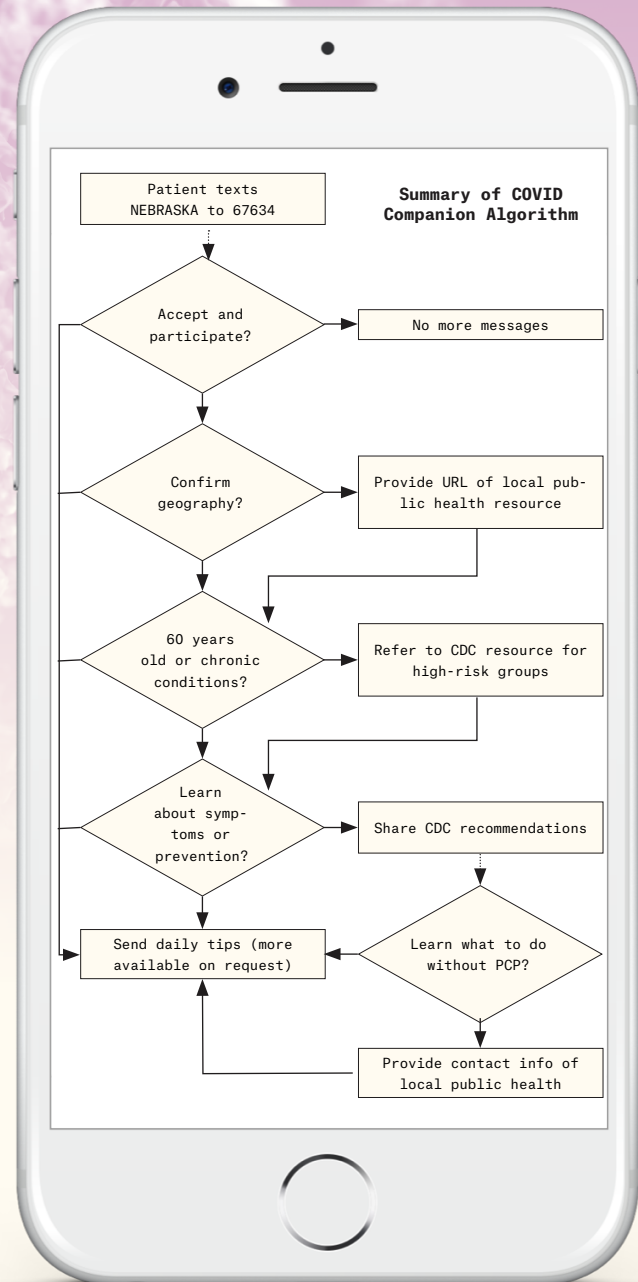 Patient texts
NEBRASKA to 67634
Summary of COVID
Companion Algorithm
Accept and
participate?
No more messages
Confirm
geography?
Provide URL of local pub-
lic health resource
60 years
old or chronic
conditions?
Refer to CDC resource for
high-risk groups
Learn
about symp-
toms or
prevention?
Share CDC recommendations
Send daily tips (more
available on request)
Learn what to do
without PCP?
Provide contact info of
local public health